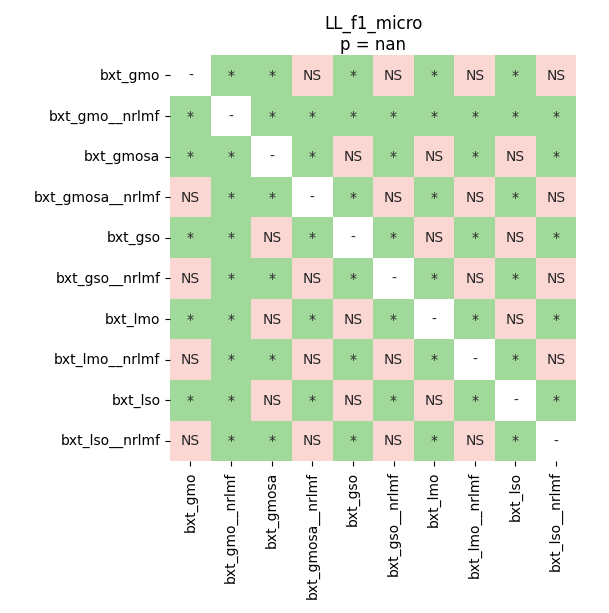 LL_f1_micro
p = nan
bxt_gmo - * * NS * NS * NS * NS
bxt_gmo__nrlmf * - * * * * * * * *
bxt_gmosa * * - * NS * NS * NS *
bxt_gmosa__nrlmf NS * * - * NS * NS * NS
bxt_gso * * NS * - * NS * NS *
bxt_gso__nrlmf NS * * NS * - * NS * NS
bxt_lmo * * NS * NS * - * NS *
bxt_lmo__nrlmf NS * * NS * NS * - * NS
bxt_lso * * NS * NS * NS * - *
bxt_lso__nrlmf NS * * NS * NS * NS * -
bxt_gmo
bxt_gmo__nrlmf
bxt_gmosa
bxt_gmosa__nrlmf
bxt_gso
bxt_gso__nrlmf
bxt_lmo
bxt_lmo__nrlmf
bxt_lso
bxt_lso__nrlmf